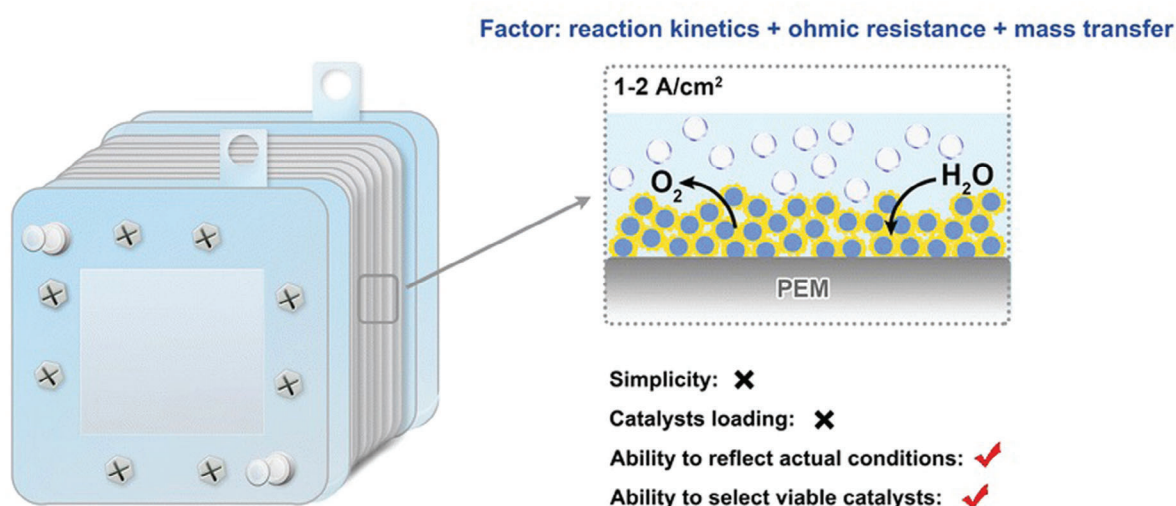 Factor: reaction kinetics + ohmic resistance + mass transfer
1-2 A/cm²
O₂
H₂O
PEM
Simplicity: ✖
Catalysts loading: ✖
Ability to reflect actual conditions: ✔
Ability to select viable catalysts: ✔